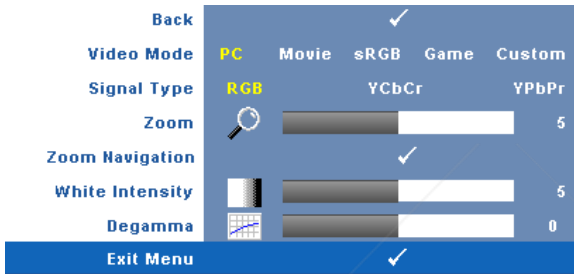 Back
Video Mode PC Movie sRGB Game Custom
Signal Type RGB YCbCr YPbPr
Zoom 5
Zoom Navigation
White Intensity 5
Degamma 0
Exit Menu